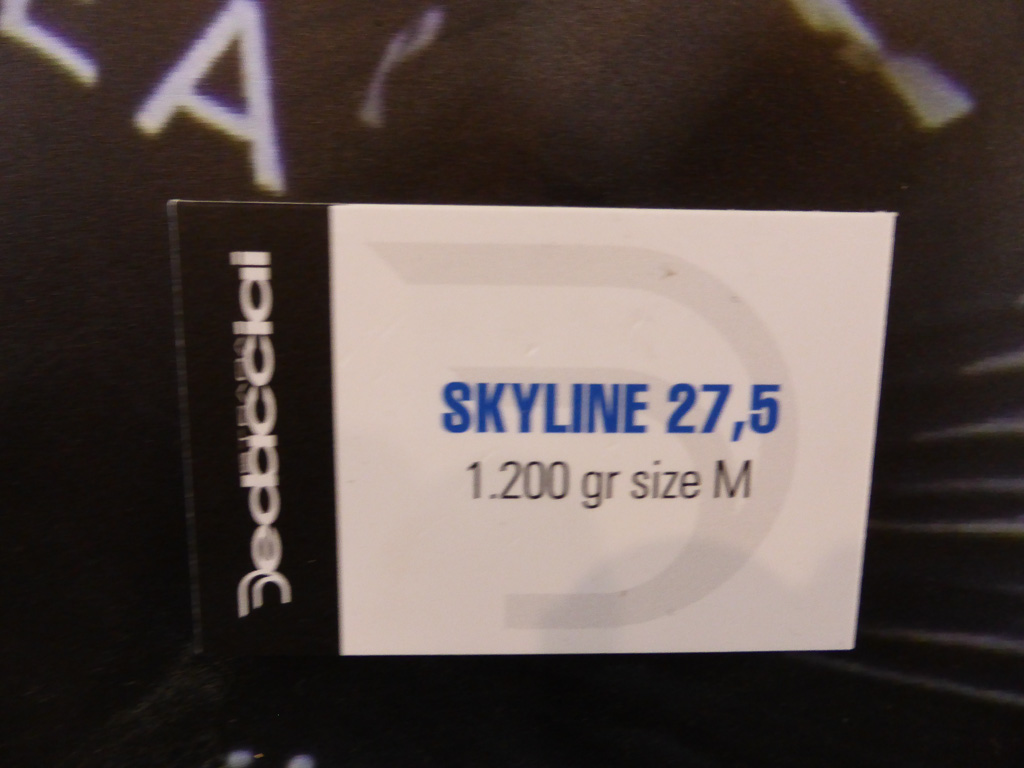 A
Dedacciai
SKYLINE 27,5
1.200 gr size M